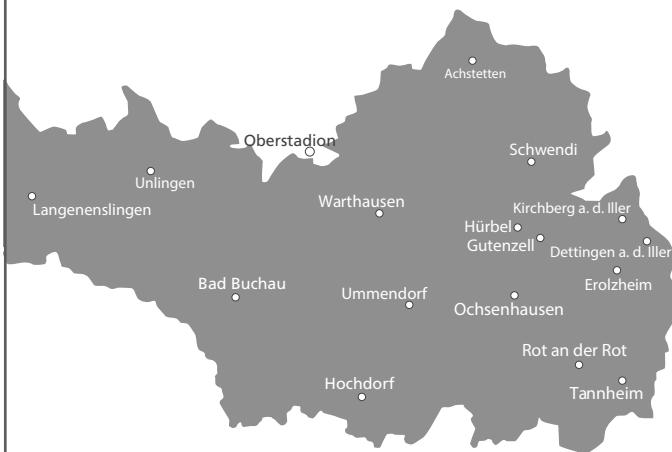 Achstetten
Oberstadion
Schwendi
Unlingen
Langenenslingen
Warthausen
Kirchberg a. d. Iller
Hürbel
Gutenzell
Dettingen a. d. Iller
Bad Buchau
Ummendorf
Erolzheim
Ochsenhausen
Rot an der Rot
Hochdorf
Tannheim